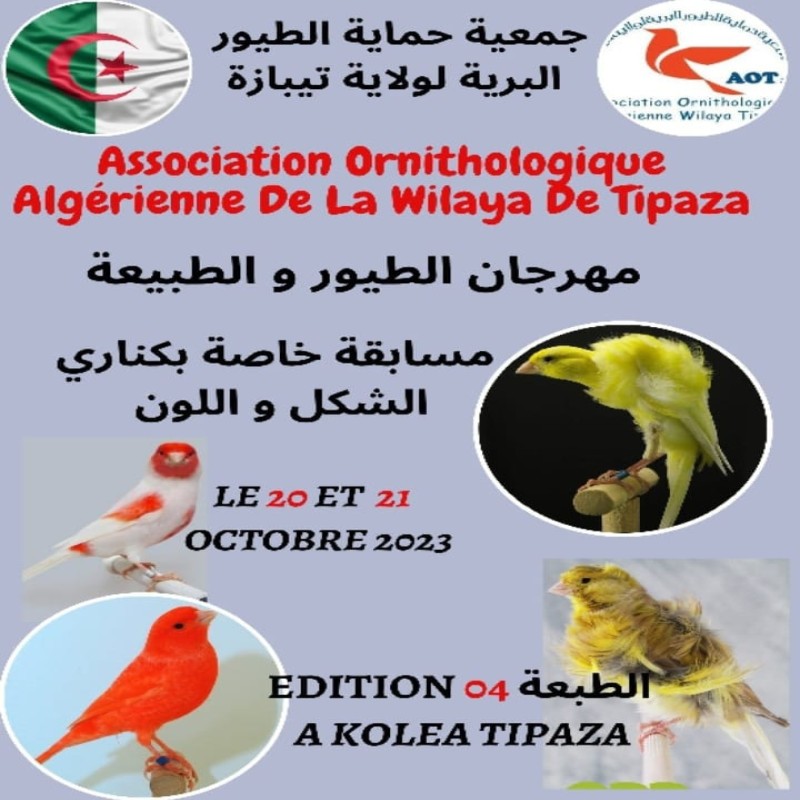 جمعية حماية الطيور
البرية لولاية تيبازة
AOT
Association Ornithologique
Algérienne De La Wilaya De Tipaza
مهرجان الطيور و الطبيعة
مسابقة خاصة بكناري
الشكل و اللون
LE 20 ET 21
OCTOBRE 2023
EDITION 04 الطبعة
A KOLEA TIPAZA